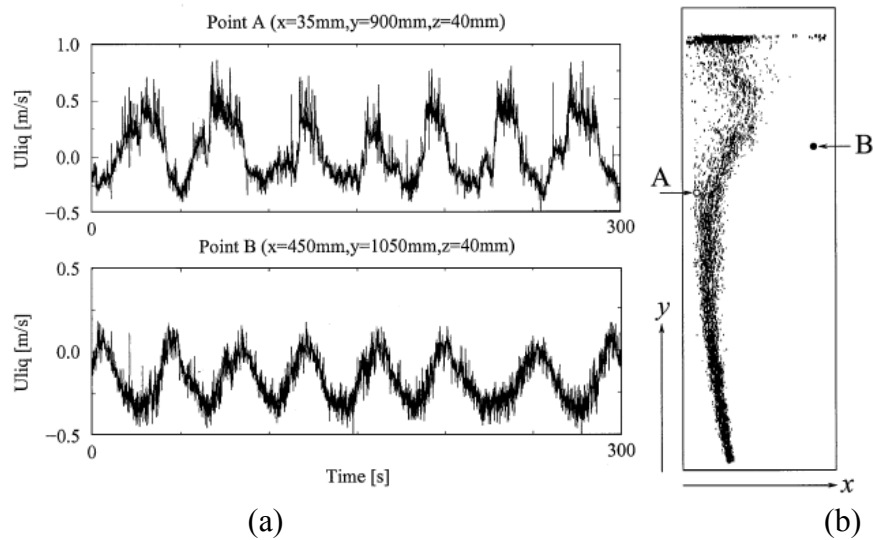 Point A (x=35mm,y=900mm,z=40mm)
1.0
0.5
0.0
−0.5
Uliq [m/s]
0
300
Point B (x=450mm,y=1050mm,z=40mm)
0.5
0.0
−0.5
Uliq [m/s]
0
300
Time [s]
(a)
B
A
y
x
(b)